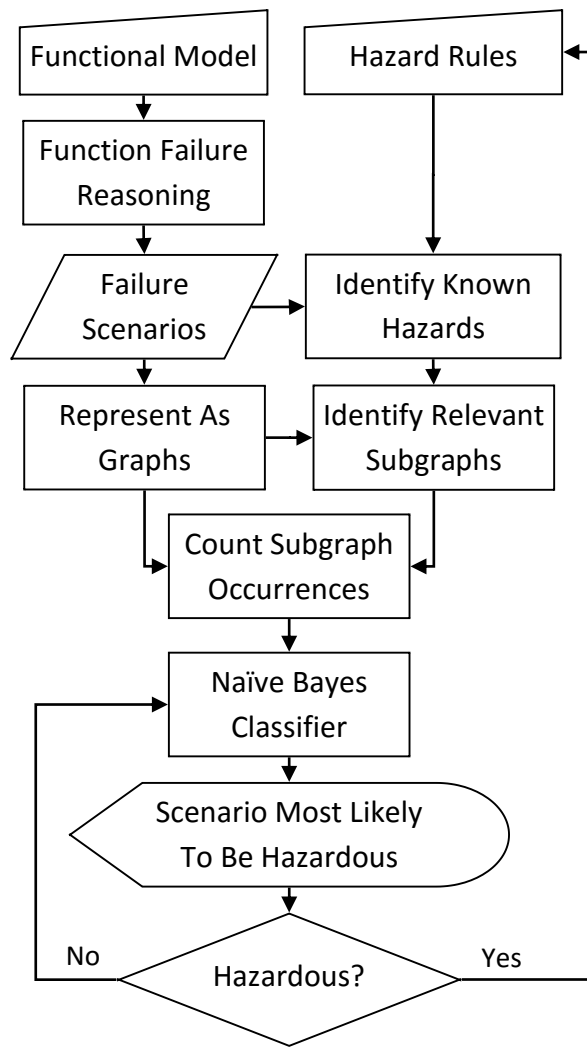 Functional Model
Hazard Rules
Function Failure
Reasoning
Failure
Scenarios
Identify Known
Hazards
Represent As
Graphs
Identify Relevant
Subgraphs
Count Subgraph
Occurrences
Naïve Bayes
Classifier
Scenario Most Likely
To Be Hazardous
No
Hazardous?
Yes